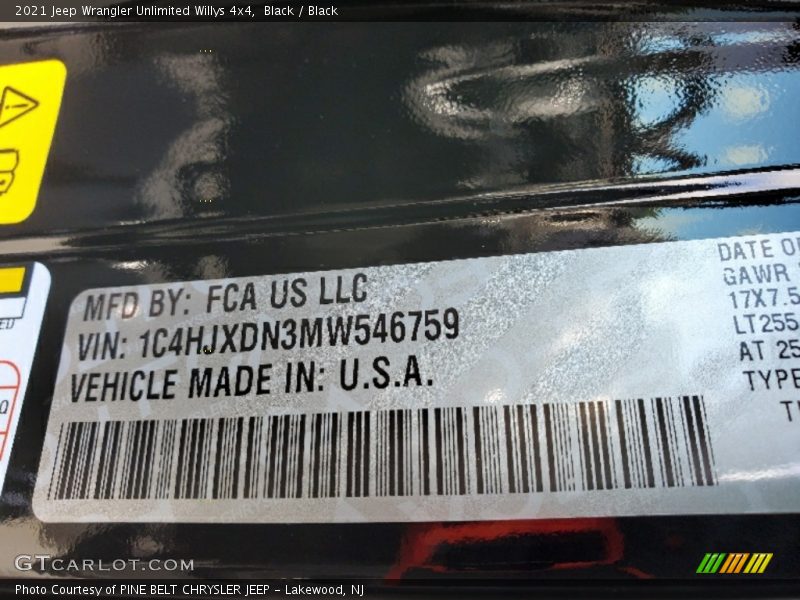 2021 Jeep Wrangler Unlimited Willys 4x4, Black / Black
MFD BY: FCA US LLC
VIN: 1C4HJXDN3MW546759
VEHICLE MADE IN: U.S.A.
DATE
GAWR
17X7.5
LT255
AT 25
TYPE
GTCARLOT.COM
Photo Courtesy of PINE BELT CHRYSLER JEEP - Lakewood, NJ